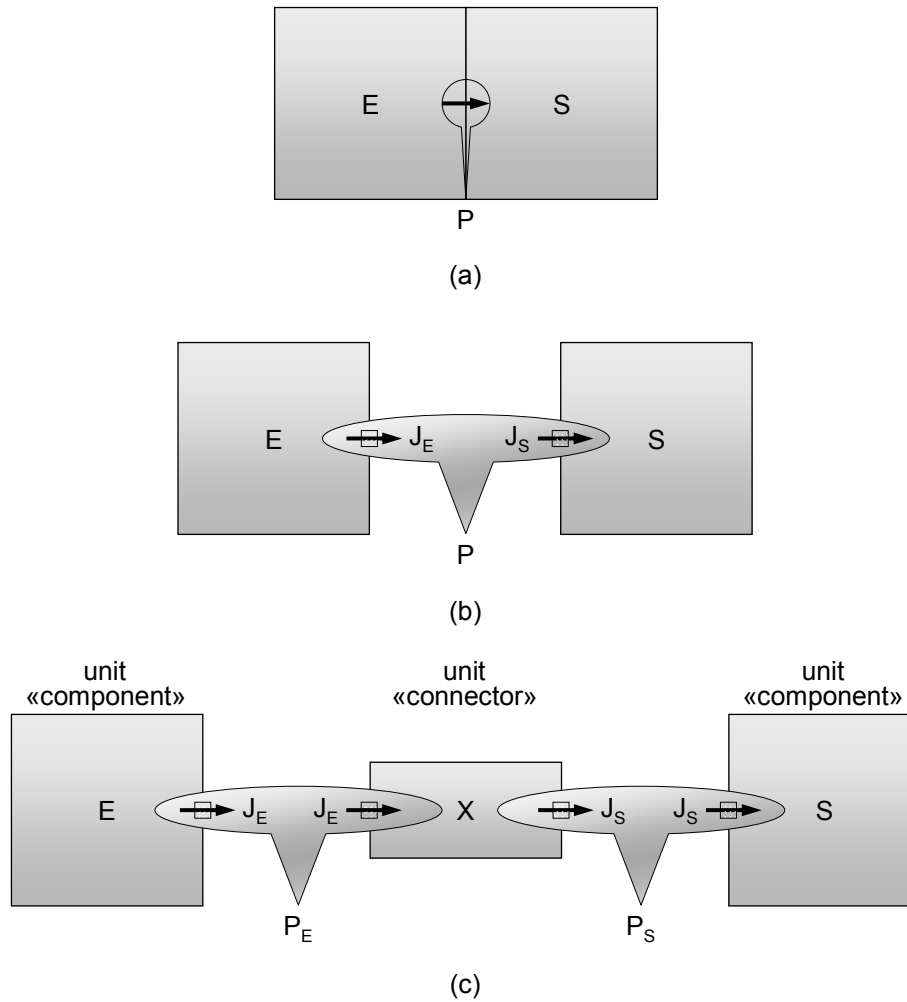 E S
P
(a)
E J_E J_S S
P
(b)
unit unit unit
«component» «connector» «component»
E J_E J_E X J_S J_S S
P_E P_S
(c)